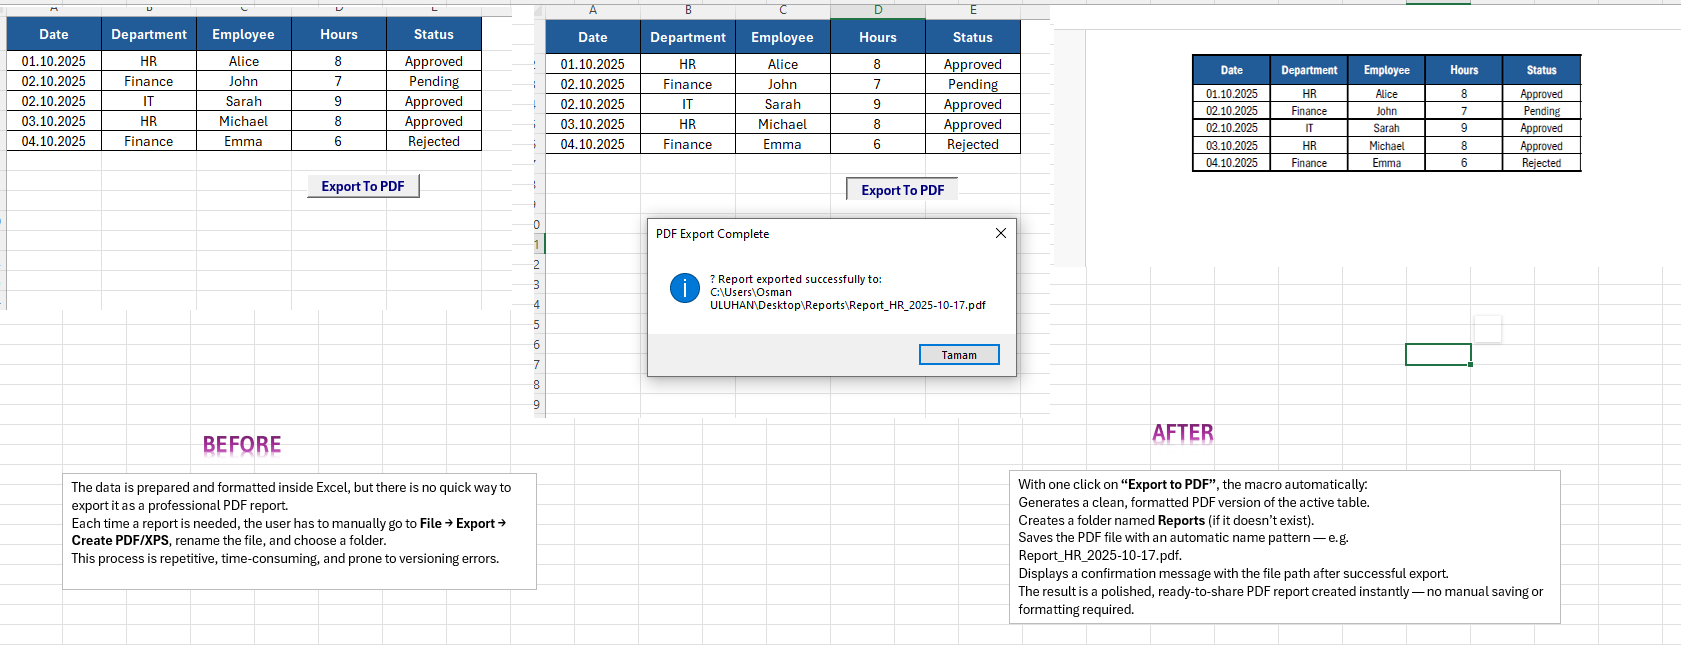 A B C D E
Date Department Employee Hours Status
01.10.2025 HR Alice 8 Approved
02.10.2025 Finance John 7 Pending
02.10.2025 IT Sarah 9 Approved
03.10.2025 HR Michael 8 Approved
04.10.2025 Finance Emma 6 Rejected
Export To PDF
A B C D E
Date Department Employee Hours Status
01.10.2025 HR Alice 8 Approved
02.10.2025 Finance John 7 Pending
02.10.2025 IT Sarah 9 Approved
03.10.2025 HR Michael 8 Approved
04.10.2025 Finance Emma 6 Rejected
Export To PDF
0
1
2
3
4
5
6
7
8
9
PDF Export Complete
? Report exported successfully to:
C:\Users\Osman
ULUHAN\Desktop\Reports\Report_HR_2025-10-17.pdf
Tamam
Date Department Employee Hours Status
01.10.2025 HR Alice 8 Approved
02.10.2025 Finance John 7 Pending
02.10.2025 IT Sarah 9 Approved
03.10.2025 HR Michael 8 Approved
04.10.2025 Finance Emma 6 Rejected
BEFORE
The data is prepared and formatted inside Excel, but there is no quick way to
export it as a professional PDF report.
Each time a report is needed, the user has to manually go to File → Export →
Create PDF/XPS, rename the file, and choose a folder.
This process is repetitive, time-consuming, and prone to versioning errors.
AFTER
With one click on “Export to PDF”, the macro automatically:
Generates a clean, formatted PDF version of the active table.
Creates a folder named Reports (if it doesn’t exist).
Saves the PDF file with an automatic name pattern — e.g.
Report_HR_2025-10-17.pdf.
Displays a confirmation message with the file path after successful export.
The result is a polished, ready-to-share PDF report created instantly — no manual saving or
formatting required.